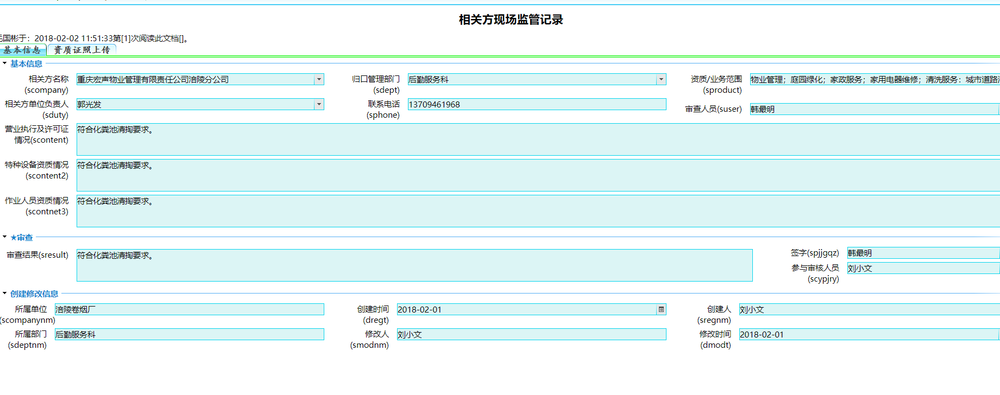 相关方现场监管记录
国彬于：2018-02-02 11:51:33第[1]次阅读此文档[]。
基本信息 资质证照上传
基本信息
相关方名称(scompany) 重庆宏声物业管理有限责任公司涪陵分公司 归口管理部门(sdept) 后勤服务科 资质/业务范围(sproduct) 物业管理；庭园绿化；家政服务；家用电器维修；清洗服务：城市道路
相关方单位负责人(sduty) 郭光发 联系电话(sphone) 13709461968 审查人员(suser) 韩最明
营业执行及许可证情况(scontent) 符合化粪池清掏要求。
特种设备资质情况(scontent2) 符合化粪池清掏要求。
作业人员资质情况(scontnet3) 符合化粪池清掏要求。
★审查
审查结果(sresult) 符合化粪池清掏要求。 签字(spjjgqz) 韩最明
参与审核人员(scypjry) 刘小文
创建修改信息
所属单位(scompanynm) 涪陵卷烟厂 创建时间(dregt) 2018-02-01 创建人(sregnm) 刘小文
所属部门(sdeptnm) 后勤服务科 修改人(smodnm) 刘小文 修改时间(dmodt) 2018-02-01